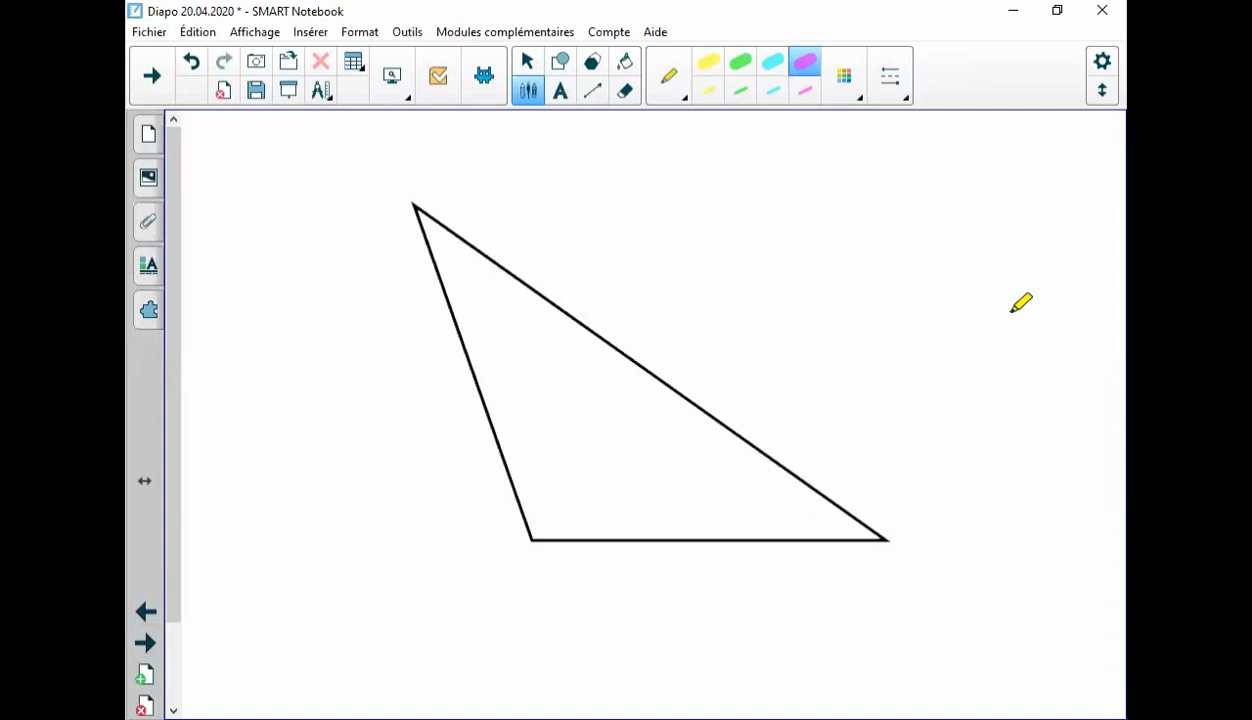 Diapo 20.04.2020 * - SMART Notebook
Fichier Édition Affichage Insérer Format Outils Modules complémentaires Compte Aide